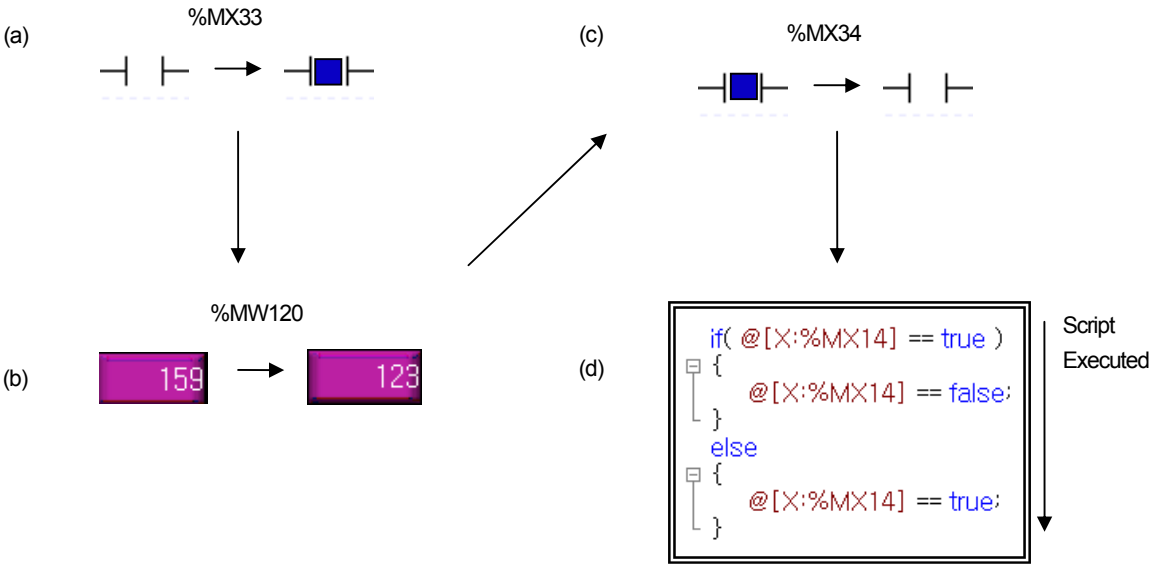 (a)
%MX33
(b)
%MW120
159
123
(c)
%MX34
(d)
if( @[X:%MX14] == true )
{
@[X:%MX14] == false;
}
else
{
@[X:%MX14] == true;
}
Script
Executed